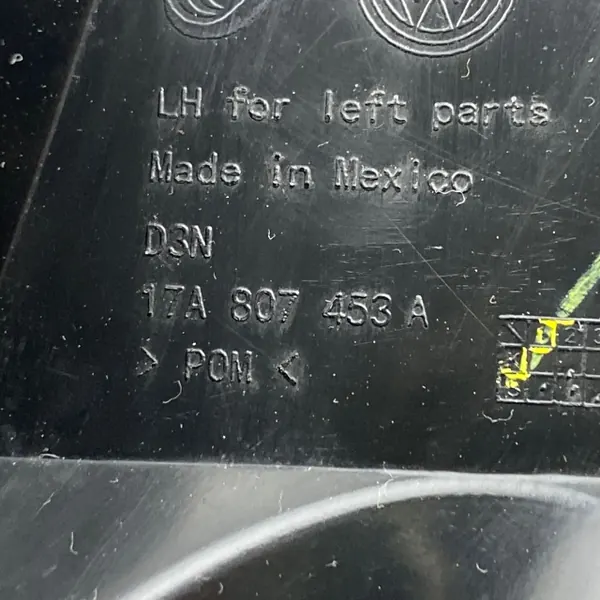 LH for left parts
Made in Mexico
D3N
17A 807 453 A
> POM <